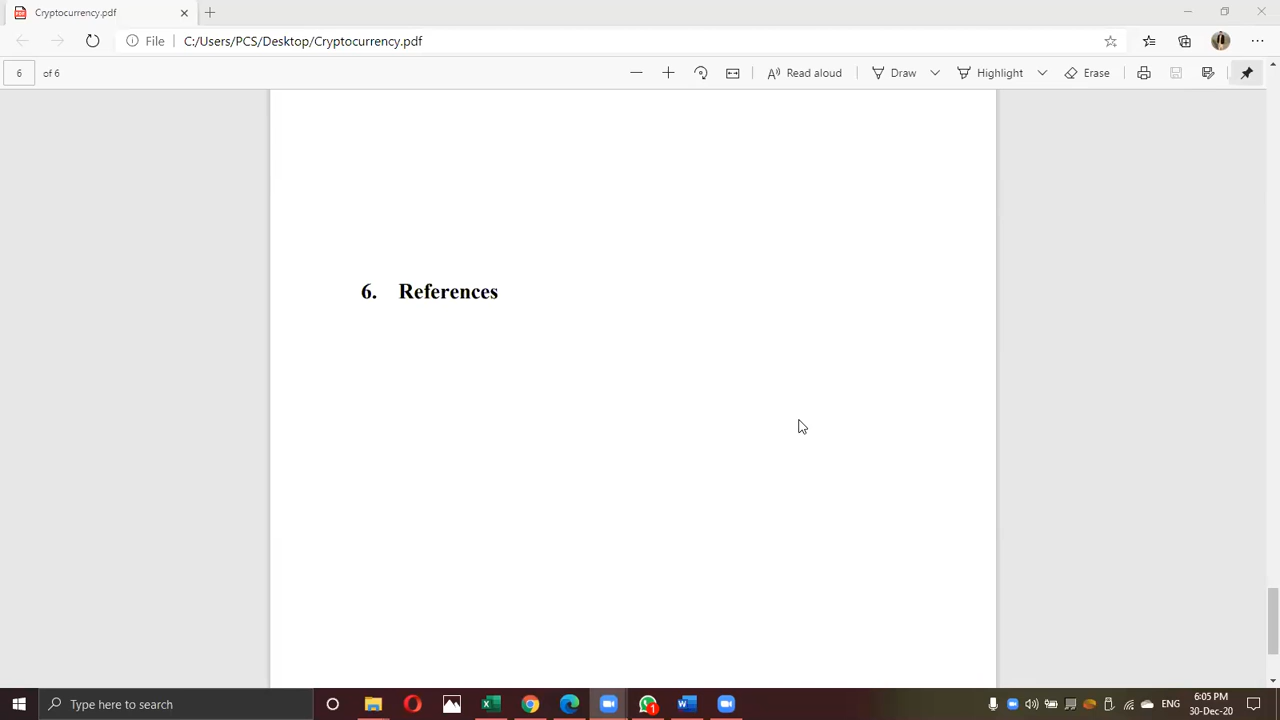 Cryptocurrency.pdf
File
C:/Users/PCS/Desktop/Cryptocurrency.pdf
6 of 6
Read aloud
Draw
Highlight
Erase
6. References
Type here to search
1
ENG
6:05 PM
30-Dec-20